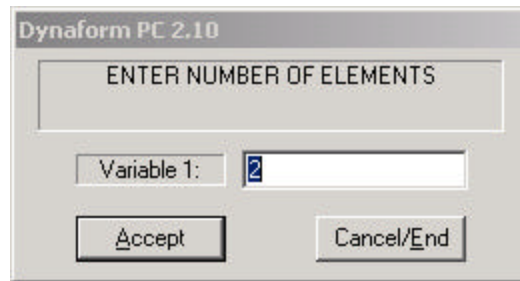 Dynaform PC 2.10
ENTER NUMBER OF ELEMENTS
Variable 1: 2
Accept Cancel/End